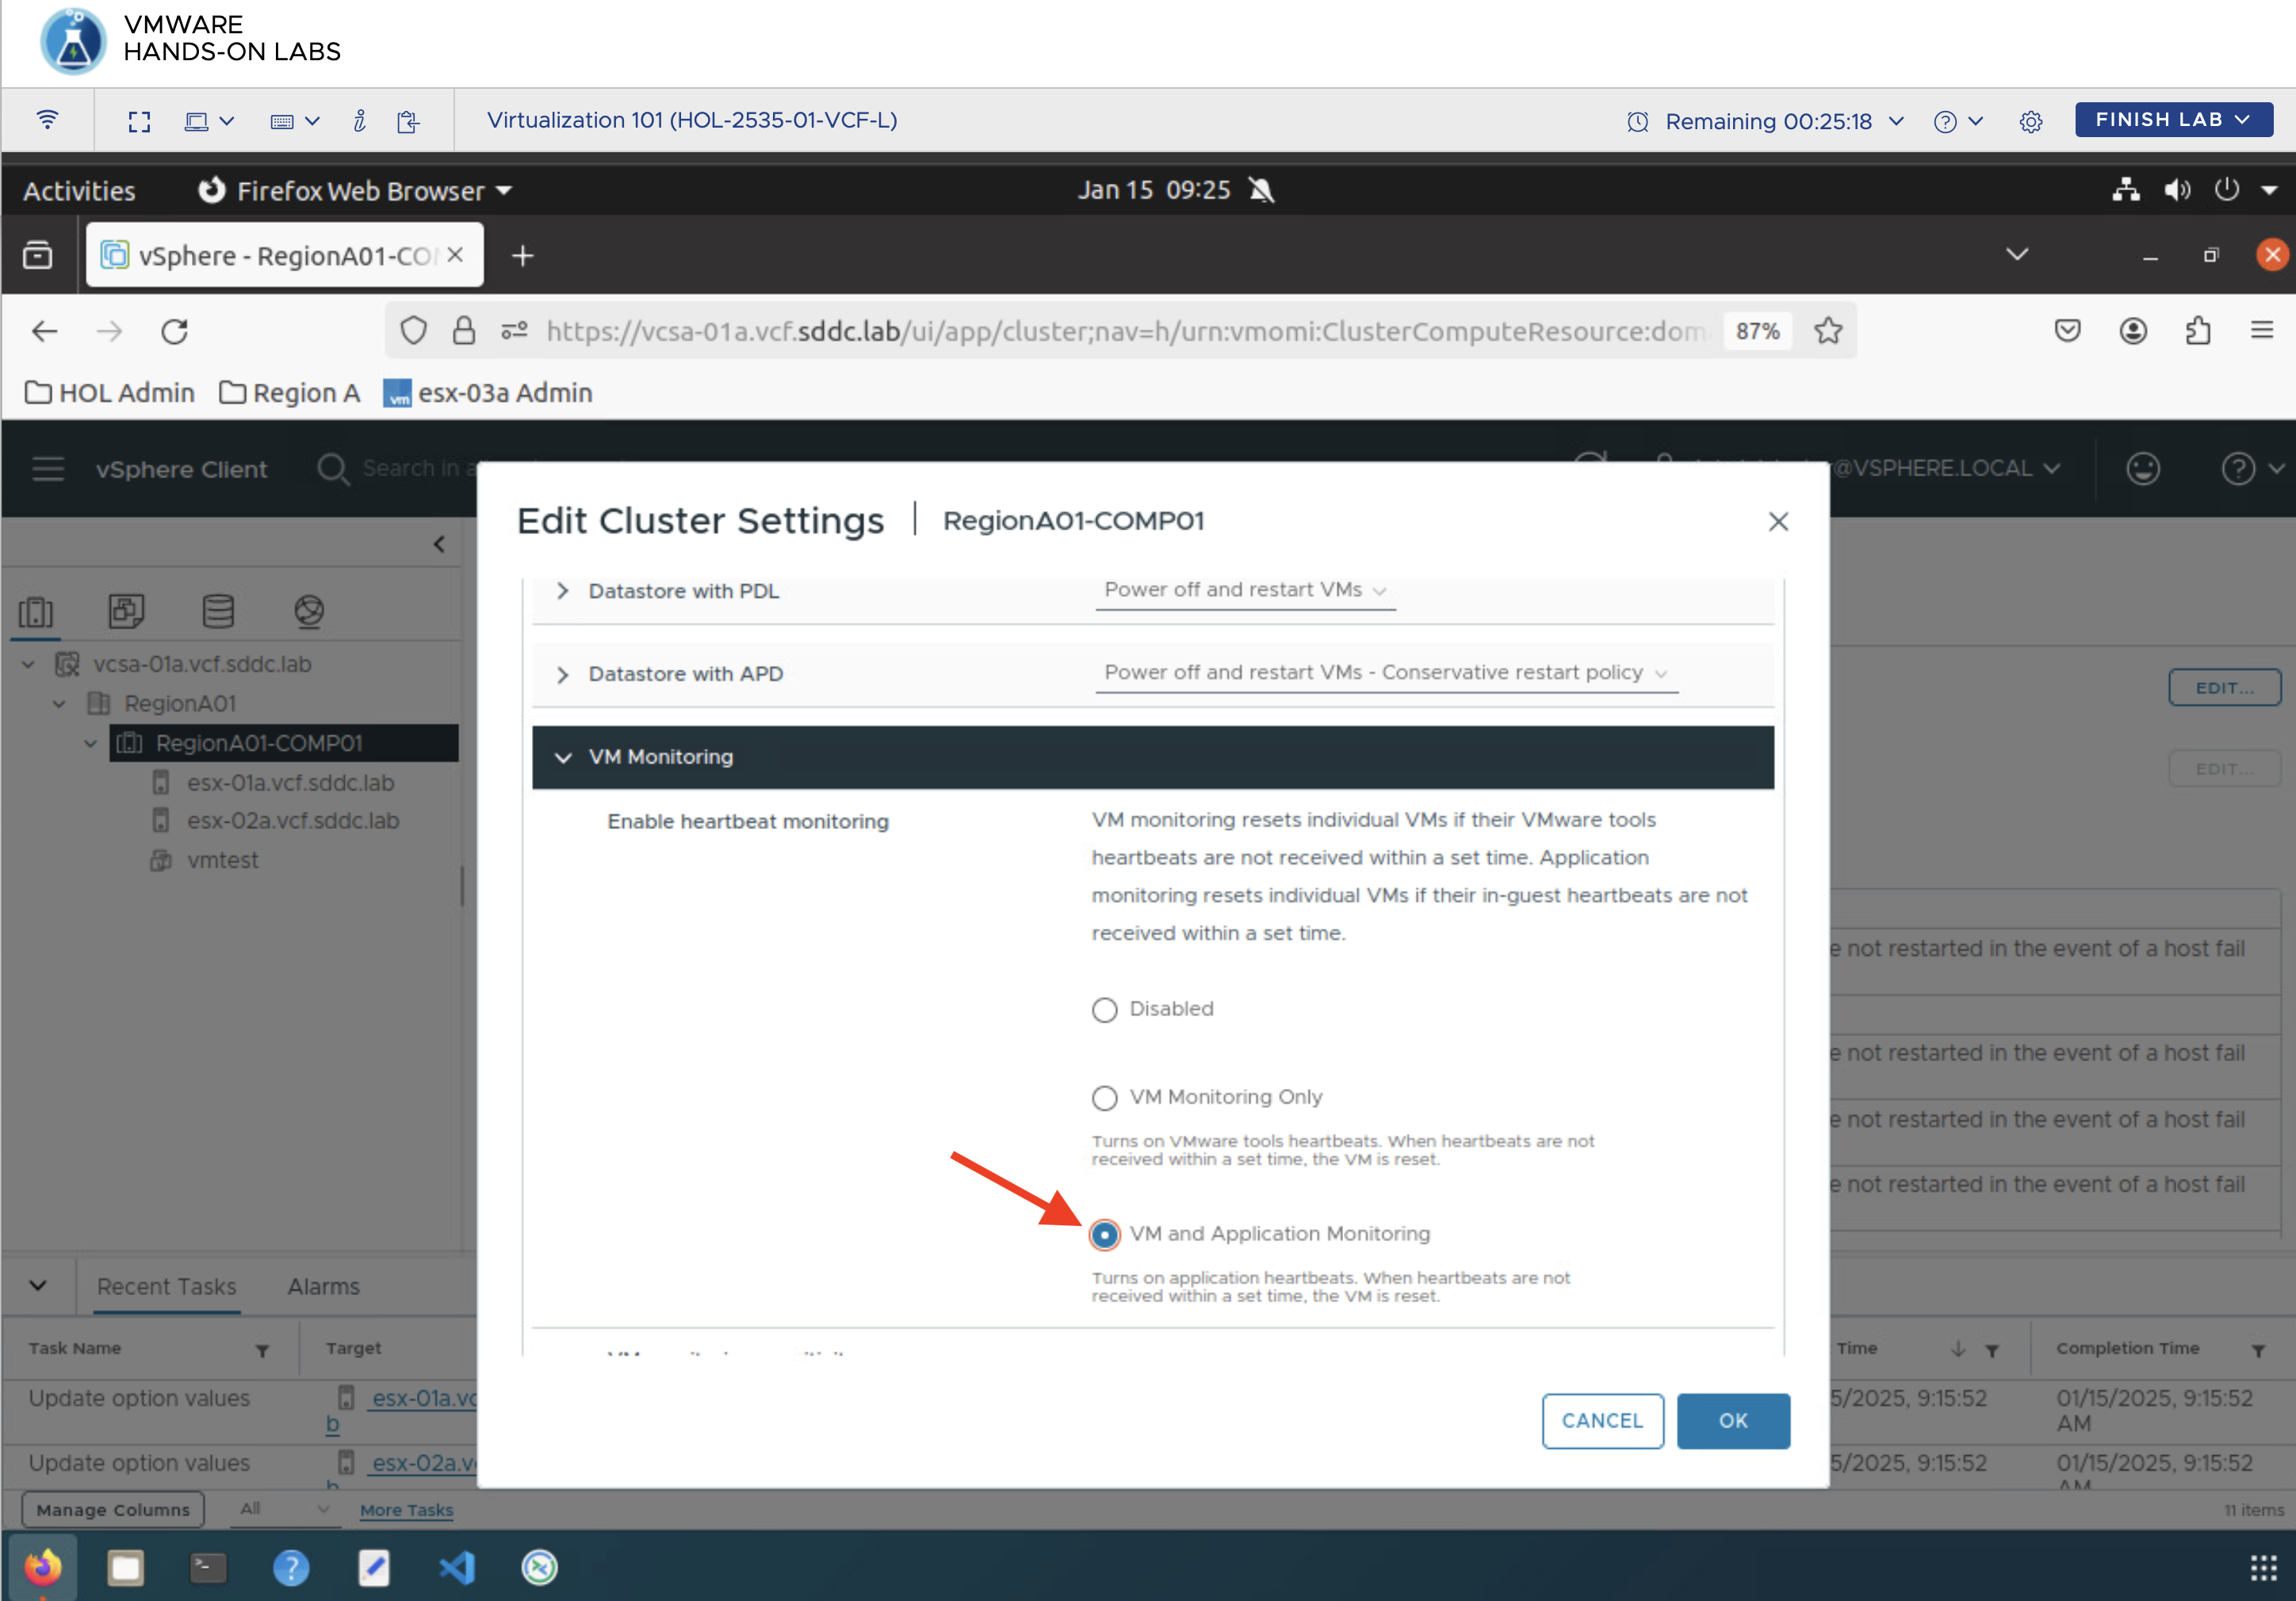 VMWARE
HANDS-ON LABS
Virtualization 101 (HOL-2535-01-VCF-L)
Remaining 00:25:18
FINISH LAB
Activities
Firefox Web Browser
Jan 15 09:25
vSphere - RegionA01-CO
https://vcsa-01a.vcf.sddc.lab/ui/app/cluster;nav=h/urn:vmomi:ClusterComputeResource:dom
87%
HOL Admin
Region A
vm
esx-03a Admin
vSphere Client
Search in a
@VSPHERE.LOCAL
Edit Cluster Settings
RegionA01-COMP01
vcsa-01a.vcf.sddc.lab
RegionA01
RegionA01-COMP01
esx-01a.vcf.sddc.lab
esx-02a.vcf.sddc.lab
vmtest
Datastore with PDL
Power off and restart VMs
Datastore with APD
Power off and restart VMs - Conservative restart policy
VM Monitoring
Enable heartbeat monitoring
VM monitoring resets individual VMs if their VMware tools
heartbeats are not received within a set time. Application
monitoring resets individual VMs if their in-guest heartbeats are not
received within a set time.
Disabled
VM Monitoring Only
Turns on VMware tools heartbeats. When heartbeats are not
received within a set time, the VM is reset.
VM and Application Monitoring
Turns on application heartbeats. When heartbeats are not
received within a set time, the VM is reset.
CANCEL
OK
EDIT...
EDIT...
e not restarted in the event of a host fail
e not restarted in the event of a host fail
e not restarted in the event of a host fail
e not restarted in the event of a host fail
Recent Tasks
Alarms
Task Name
Target
Time
Completion Time
Update option values
esx-01a.vc
b
5/2025, 9:15:52
01/15/2025, 9:15:52
AM
Update option values
esx-02a.v
5/2025, 9:15:52
01/15/2025, 9:15:52
AM
Manage Columns
All
More Tasks
11 items